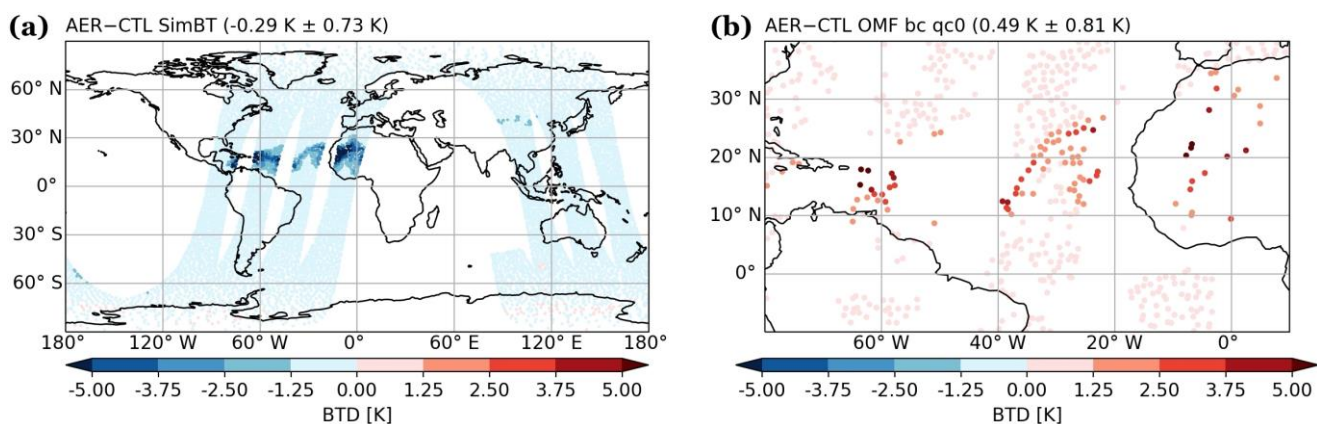 (a) AER−CTL SimBT (-0.29 K ± 0.73 K)
60° N
30° N
0°
30° S
60° S
180° 120° W 60° W 0° 60° E 120° E 180°
-5.00 -3.75 -2.50 -1.25 0.00 1.25 2.50 3.75 5.00
BTD [K]
(b) AER−CTL OMF bc qc0 (0.49 K ± 0.81 K)
30° N
20° N
10° N
0°
60° W 40° W 20° W 0°
-5.00 -3.75 -2.50 -1.25 0.00 1.25 2.50 3.75 5.00
BTD [K]